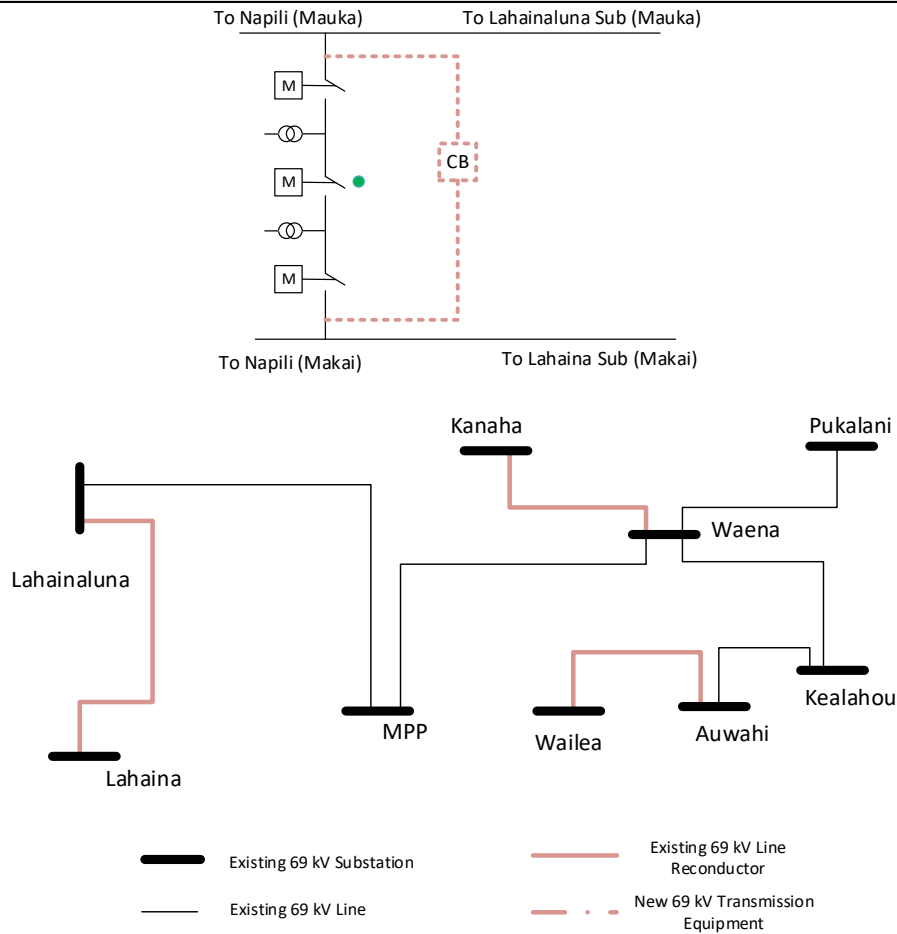 To Napili (Mauka)
To Lahainaluna Sub (Mauka)
M
CB
M
M
To Napili (Makai)
To Lahaina Sub (Makai)
Kanaha
Pukalani
Waena
Lahainaluna
Kealahou
MPP
Wailea
Auwahi
Lahaina
Existing 69 kV Substation
Existing 69 kV Line
Reconductor
Existing 69 kV Line
New 69 kV Transmission
Equipment